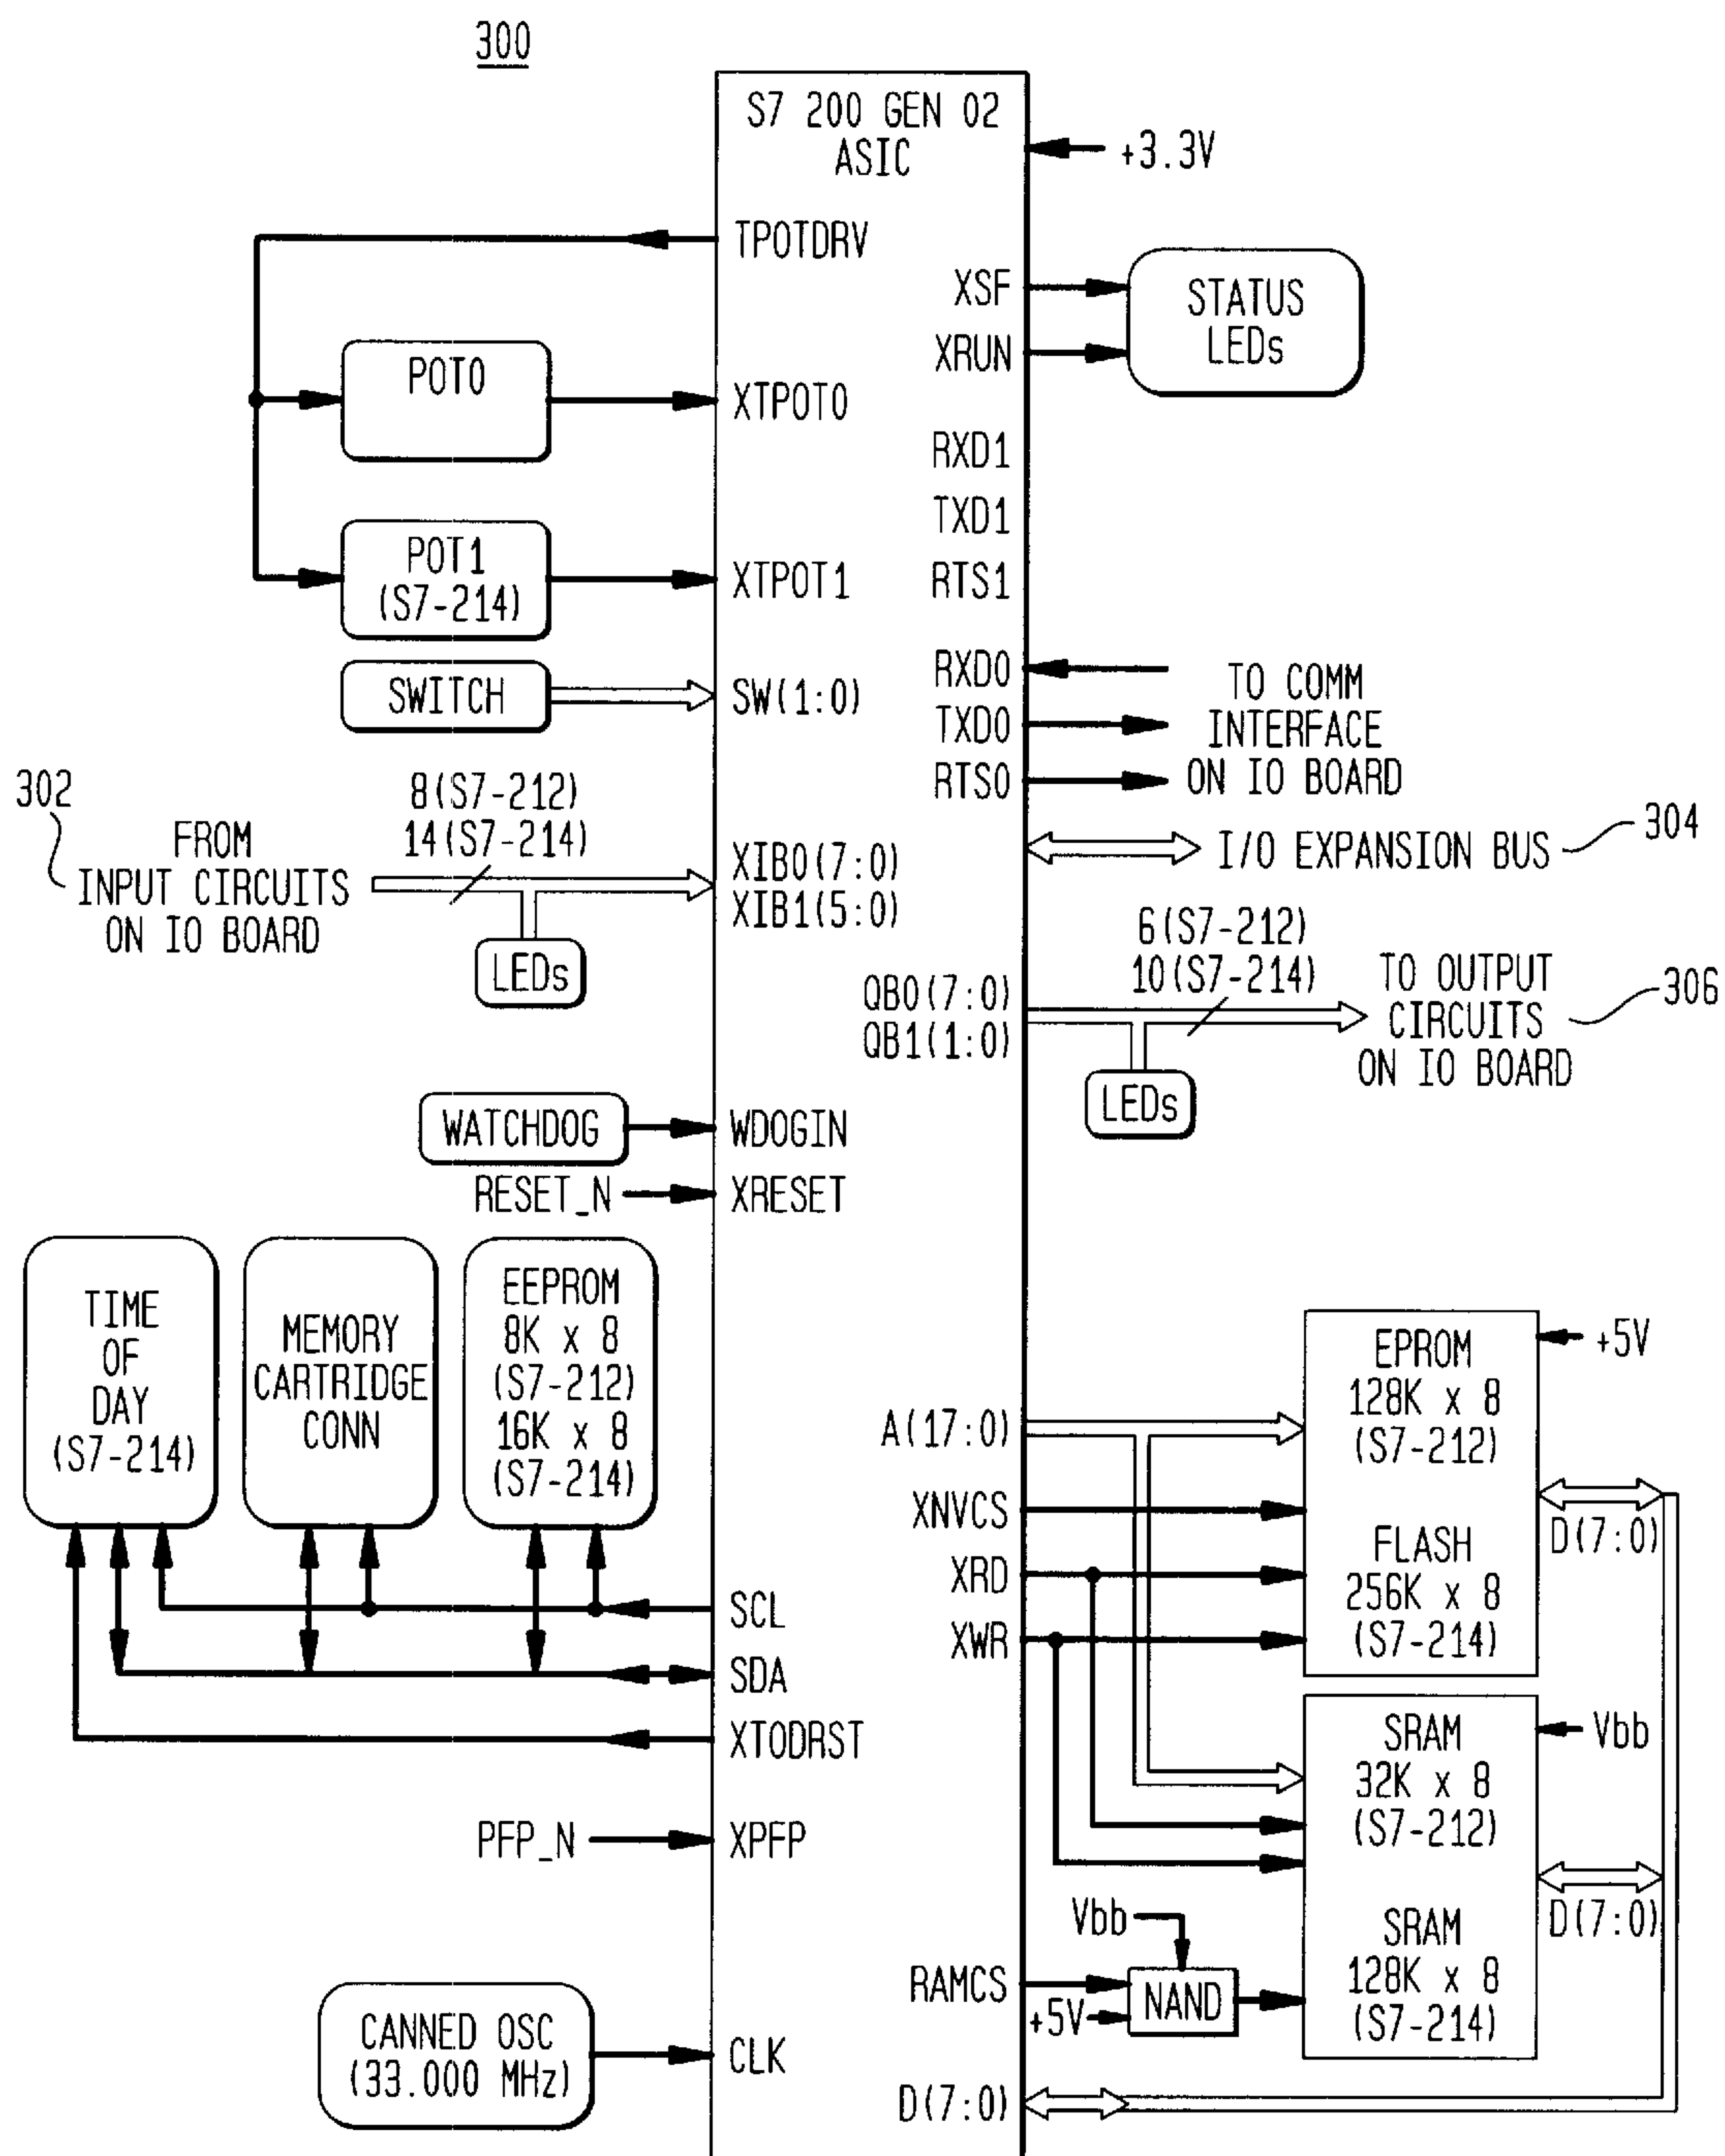 300
S7 200 GEN 02
ASIC
+3.3V
TPOTDRV
XSF
XRUN
STATUS
LEDs
POT0
XTPOT0
RXD1
TXD1
RTS1
POT1
(S7-214)
XTPOT1
SWITCH
SW(1:0)
RXD0
TXD0
RTS0
TO COMM
INTERFACE
ON IO BOARD
302
FROM
INPUT CIRCUITS
ON IO BOARD
8(S7-212)
14(S7-214)
XIB0(7:0)
XIB1(5:0)
LEDs
I/O EXPANSION BUS
304
QB0(7:0)
QB1(1:0)
6(S7-212)
10(S7-214)
TO OUTPUT
CIRCUITS
ON IO BOARD
306
LEDs
WATCHDOG
WDOGIN
RESET_N
XRESET
TIME
OF
DAY
(S7-214)
MEMORY
CARTRIDGE
CONN
EEPROM
8K x 8
(S7-212)
16K x 8
(S7-214)
SCL
SDA
XTODRST
PFP_N
XPFP
CANNED OSC
(33.000 MHz)
CLK
A(17:0)
XNVCS
XRD
XWR
EPROM
128K x 8
(S7-212)
FLASH
256K x 8
(S7-214)
+5V
D(7:0)
SRAM
32K x 8
(S7-212)
SRAM
128K x 8
(S7-214)
Vbb
D(7:0)
Vbb
RAMCS
+5V
NAND
D(7:0)